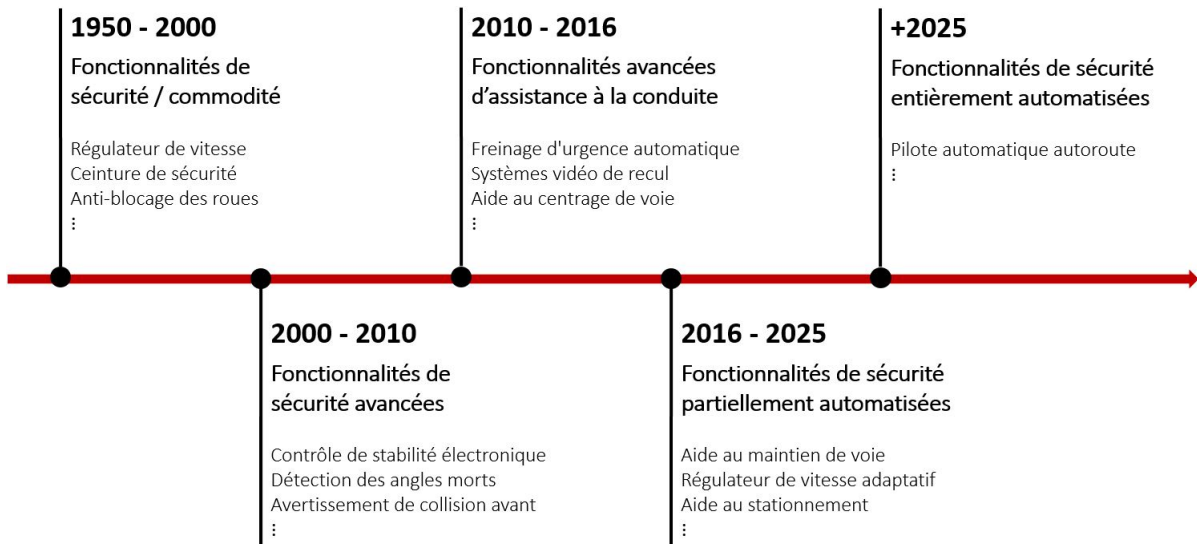 1950 - 2000
Fonctionnalités de
sécurité / commodité
Régulateur de vitesse
Ceinture de sécurité
Anti-blocage des roues
⋮
2010 - 2016
Fonctionnalités avancées
d’assistance à la conduite
Freinage d'urgence automatique
Systèmes vidéo de recul
Aide au centrage de voie
⋮
+2025
Fonctionnalités de sécurité
entièrement automatisées
Pilote automatique autoroute
⋮
2000 - 2010
Fonctionnalités de
sécurité avancées
Contrôle de stabilité électronique
Détection des angles morts
Avertissement de collision avant
⋮
2016 - 2025
Fonctionnalités de sécurité
partiellement automatisées
Aide au maintien de voie
Régulateur de vitesse adaptatif
Aide au stationnement
⋮